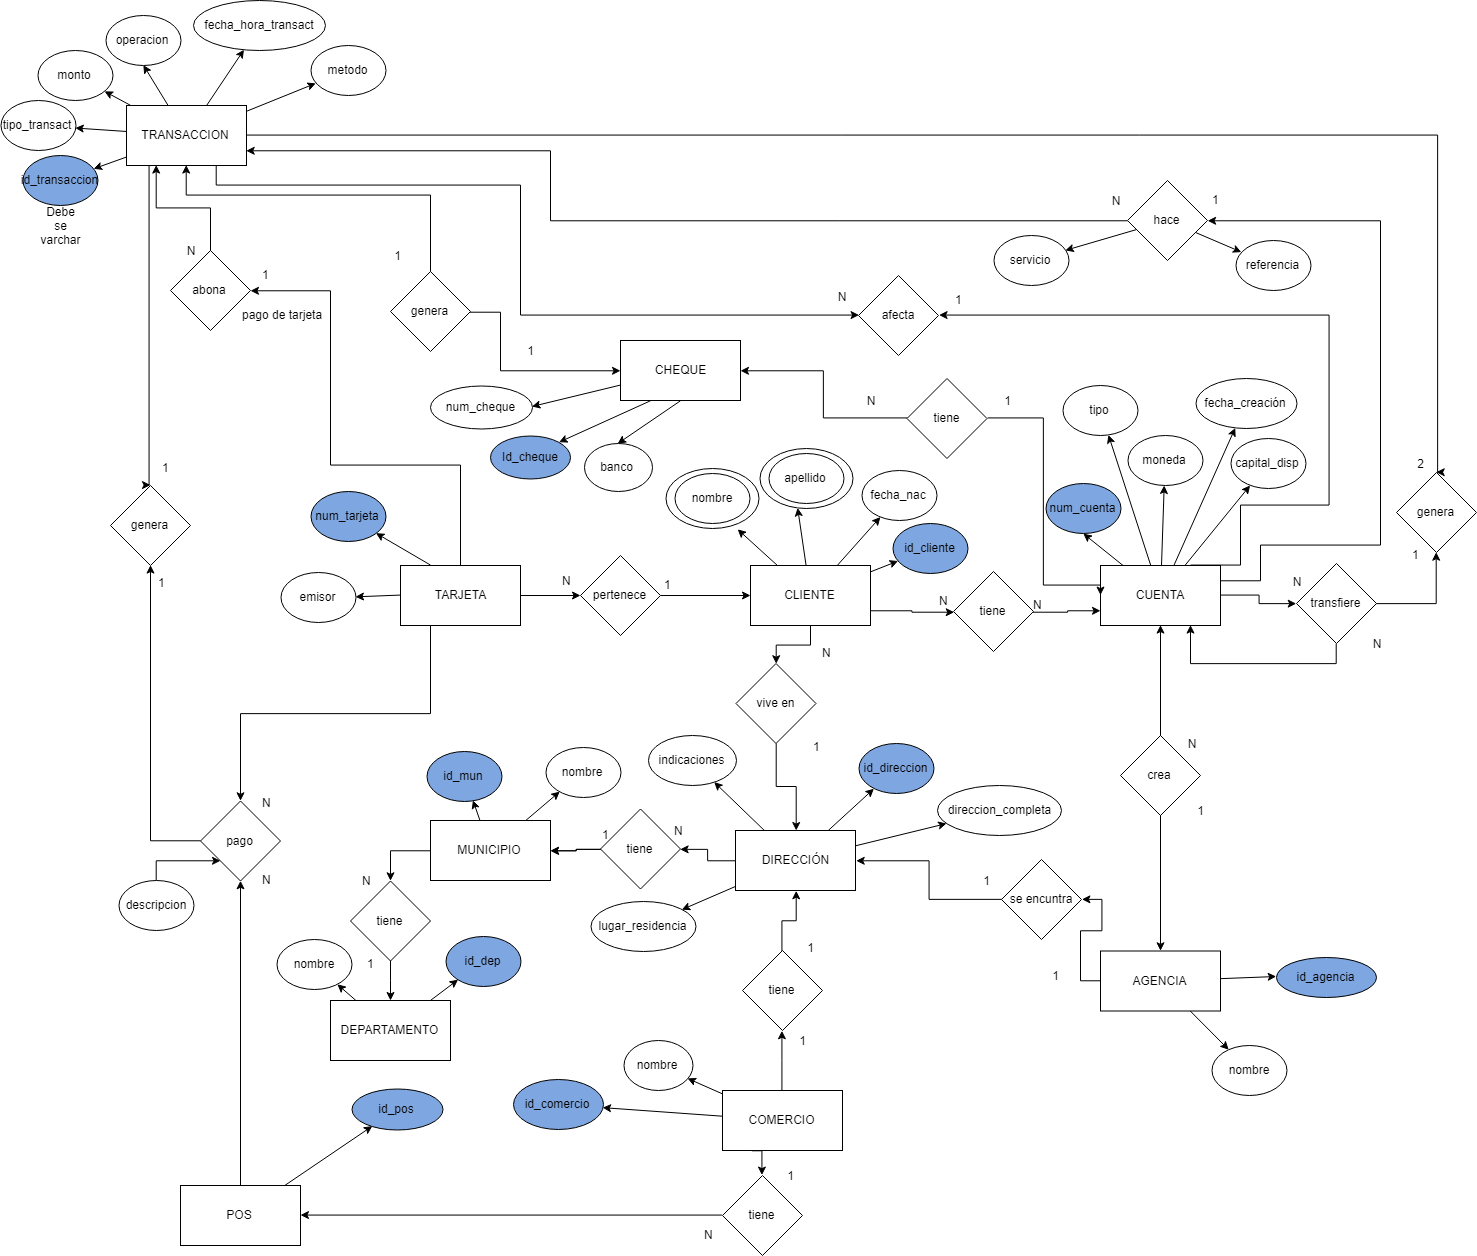 fecha_hora_transact
operacion
metodo
monto
tipo_transact
TRANSACCION
id_transaccion
Debe
se
varchar
N
1
hace
servicio
referencia
N
abona
1
pago de tarjeta
1
genera
N
afecta
1
1
CHEQUE
num_cheque
Id_cheque
banco
N
tiene
1
tipo
fecha_creación
moneda
capital_disp
num_cuenta
2
genera
1
1
genera
1
nombre
apellido
fecha_nac
id_cliente
num_tarjeta
emisor
TARJETA
N
pertenece
1
CLIENTE
N
tiene
N
CUENTA
N
transfiere
N
N
vive en
1
N
crea
1
indicaciones
id_direccion
direccion_completa
id_mun
nombre
N
pago
N
descripcion
MUNICIPIO
1
tiene
N
DIRECCIÓN
lugar_residencia
1
se encuntra
1
N
tiene
1
nombre
id_dep
DEPARTAMENTO
1
tiene
1
AGENCIA
id_agencia
nombre
nombre
id_comercio
COMERCIO
id_pos
POS
1
tiene
N